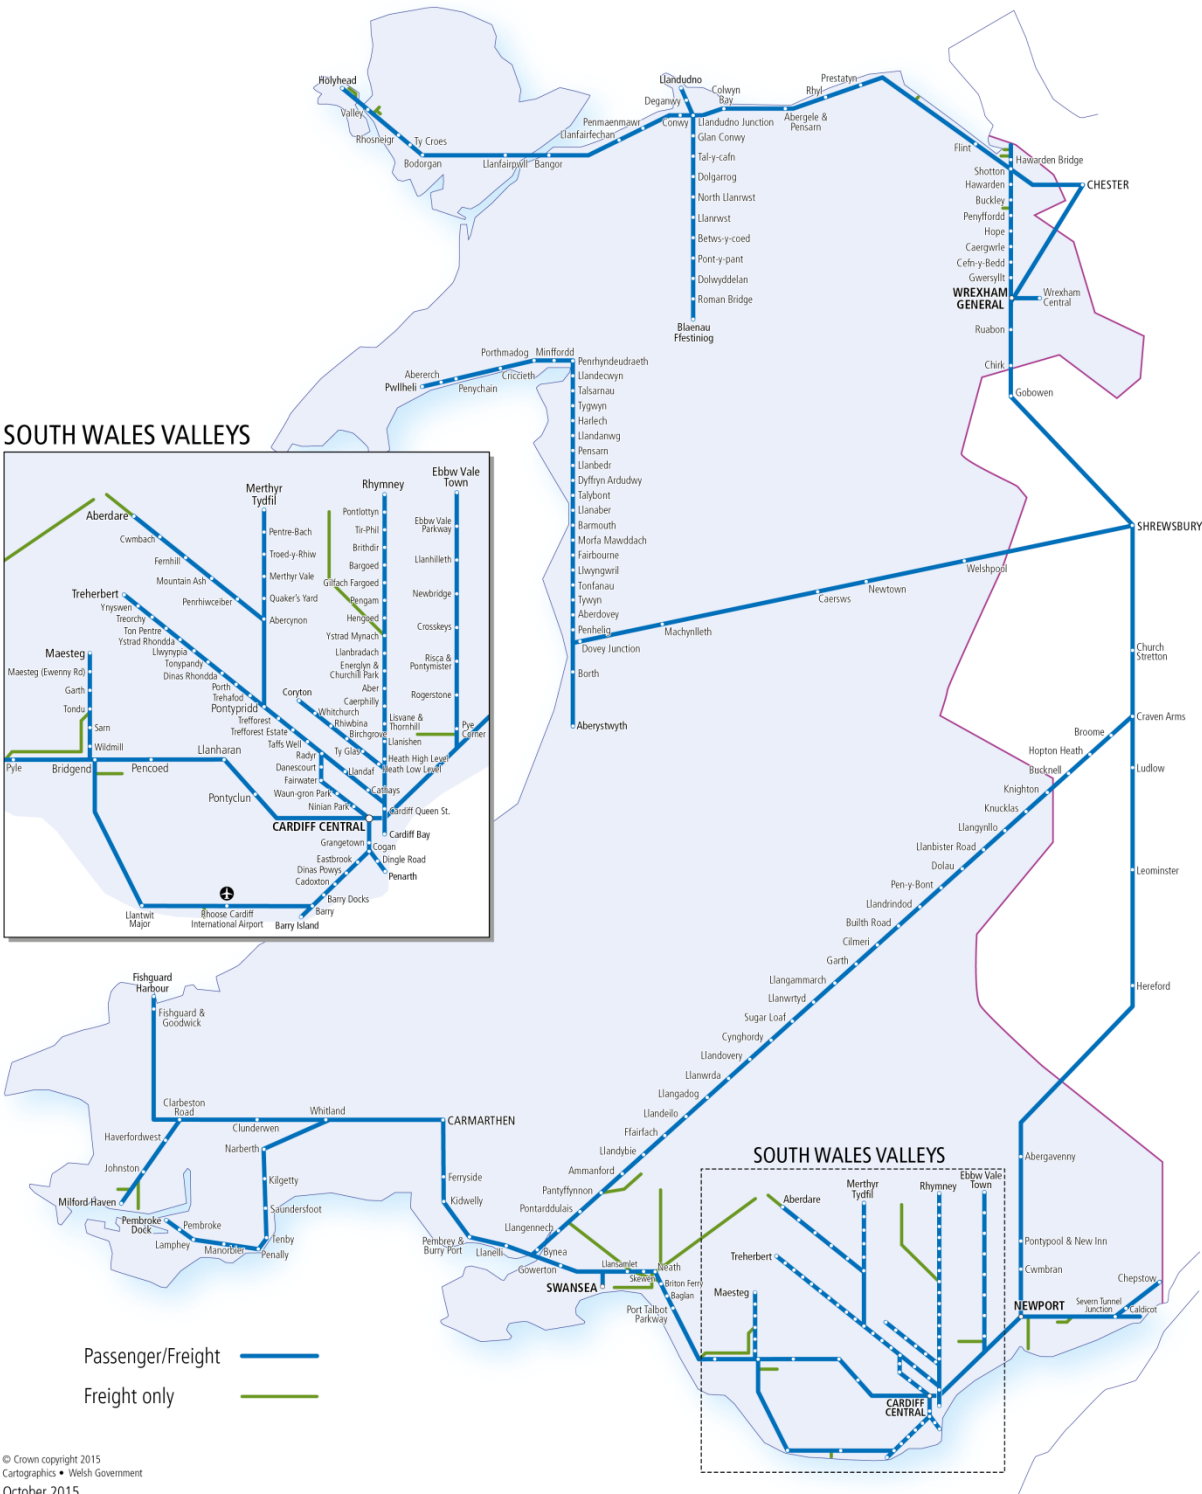 Holyhead
Valley
Rhosneigr
Ty Croes
Bodorgan
Llanfairpwll
Bangor
Llanfairfechan
Penmaenmawr
Conwy
Llandudno
Deganwy
Llandudno Junction
Colwyn
Bay
Abergele &
Pensarn
Rhyl
Prestatyn
Flint
Shotton
Hawarden Bridge
Hawarden
Buckley
Penyffordd
Hope
Caergwrle
Cefn-y-Bedd
Gwersyllt
WREXHAM
GENERAL
Wrexham
Central
CHESTER
Ruabon
Chirk
Gobowen
Glan Conwy
Tal-y-cafn
Dolgarrog
North Llanrwst
Llanrwst
Betws-y-coed
Pont-y-pant
Dolwyddelan
Roman Bridge
Blaenau
Ffestiniog
Pwllheli
Abererch
Penychain
Criccieth
Porthmadog
Minffordd
Penrhyndeudraeth
Llandecwyn
Talsarnau
Tygwyn
Harlech
Llandanwg
Pensarn
Llanbedr
Dyffryn Ardudwy
Talybont
Llanaber
Barmouth
Morfa Mawddach
Fairbourne
Llwyngwril
Tonfanau
Tywyn
Aberdovey
Penhelig
Dovey Junction
Borth
Aberystwyth
Machynlleth
Caersws
Newtown
Welshpool
SHREWSBURY
Church
Stretton
Craven Arms
Ludlow
Leominster
Hereford
Broome
Hopton Heath
Bucknell
Knighton
Knucklas
Llangynllo
Llanbister Road
Dolau
Pen-y-Bont
Llandrindod
Builth Road
Cilmeri
Garth
Llangammarch
Llanwrtyd
Sugar Loaf
Cynghordy
Llandovery
Llanwrda
Llangadog
Llandeilo
Ffairfach
Llandybie
Ammanford
Pantyffynnon
Pontarddulais
Llangennech
Bynea
SOUTH WALES VALLEYS
Aberdare
Cwmbach
Fernhill
Mountain Ash
Penrhiwceiber
Merthyr
Tydfil
Pentre-Bach
Troed-y-Rhiw
Merthyr Vale
Quaker's Yard
Abercynon
Treherbert
Ynyswen
Treorchy
Ton Pentre
Ystrad Rhondda
Llwynypia
Tonypandy
Dinas Rhondda
Porth
Trehafod
Pontypridd
Trefforest
Trefforest Estate
Taffs Well
Radyr
Danescourt
Fairwater
Waun-gron Park
Ninian Park
Llandaf
Cathays
Coryton
Whitchurch
Rhiwbina
Birchgrove
Ty Glas
Rhymney
Pontlottyn
Tir-Phil
Brithdir
Bargoed
Gilfach Fargoed
Pengam
Hengoed
Ystrad Mynach
Llanbradach
Energlyn &
Churchill Park
Aber
Caerphilly
Lisvane &
Thornhill
Llanishen
Heath High Level
Heath Low Level
Cardiff Queen St.
Cardiff Bay
Ebbw Vale
Town
Ebbw Vale
Parkway
Llanhilleth
Newbridge
Crosskeys
Risca &
Pontymister
Rogerstone
Pye
Corner
Maesteg
Maesteg (Ewenny Rd)
Garth
Tondu
Sarn
Wildmill
Pyle
Bridgend
Pencoed
Llanharan
Pontyclun
CARDIFF CENTRAL
Grangetown
Cogan
Dingle Road
Penarth
Eastbrook
Dinas Powys
Cadoxton
Barry Docks
Barry
Barry Island
Rhoose Cardiff
International Airport
Llantwit
Major
Fishguard
Harbour
Fishguard &
Goodwick
Clarbeston
Road
Haverfordwest
Johnston
Milford Haven
Clunderwen
Whitland
Narberth
Kilgetty
Saundersfoot
Tenby
Penally
Manorbier
Lamphey
Pembroke
Pembroke
Dock
CARMARTHEN
Ferryside
Kidwelly
Pembrey &
Burry Port
Llanelli
Gowerton
SWANSEA
Llansamlet
Skewen
Neath
Briton Ferry
Baglan
Port Talbot
Parkway
SOUTH WALES VALLEYS
Aberdare
Merthyr
Tydfil
Rhymney
Ebbw Vale
Town
Treherbert
Maesteg
CARDIFF
CENTRAL
Abergavenny
Pontypool & New Inn
Cwmbran
NEWPORT
Severn Tunnel
Junction
Caldicot
Chepstow
Passenger/Freight
Freight only
© Crown copyright 2015
Cartographics • Welsh Government
October 2015